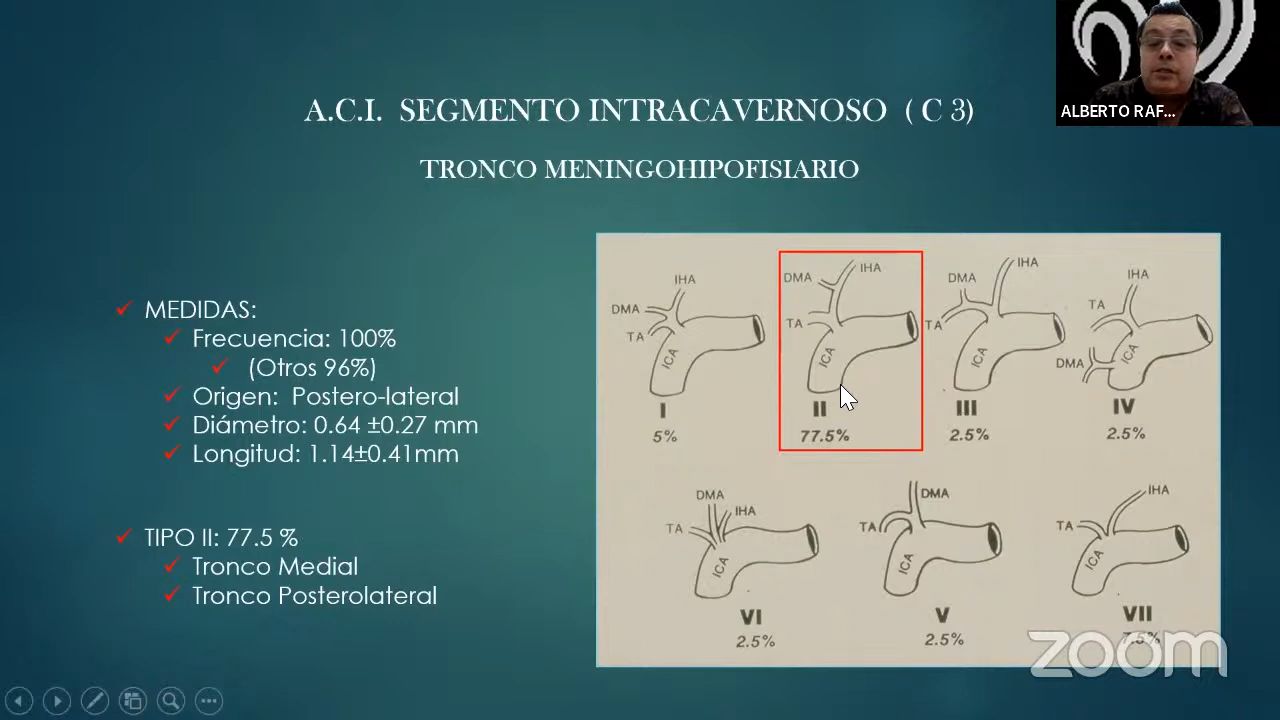 A.C.I. SEGMENTO INTRACAVERNOSO ( C 3)
TRONCO MENINGOHIPOFISIARIO
ALBERTO RAF...
MEDIDAS:
Frecuencia: 100%
(Otros 96%)
Origen: Postero-lateral
Diámetro: 0.64 ±0.27 mm
Longitud: 1.14±0.41mm
TIPO II: 77.5 %
Tronco Medial
Tronco Posterolateral
IHA
DMA
TA
ICA
I
5%
DMA
IHA
TA
ICA
II
77.5%
IHA
DMA
TA
ICA
III
2.5%
IHA
TA
DMA
ICA
IV
2.5%
DMA
IHA
TA
ICA
VI
2.5%
DMA
TA
ICA
V
2.5%
IHA
TA
ICA
VII
7.5%
zoom